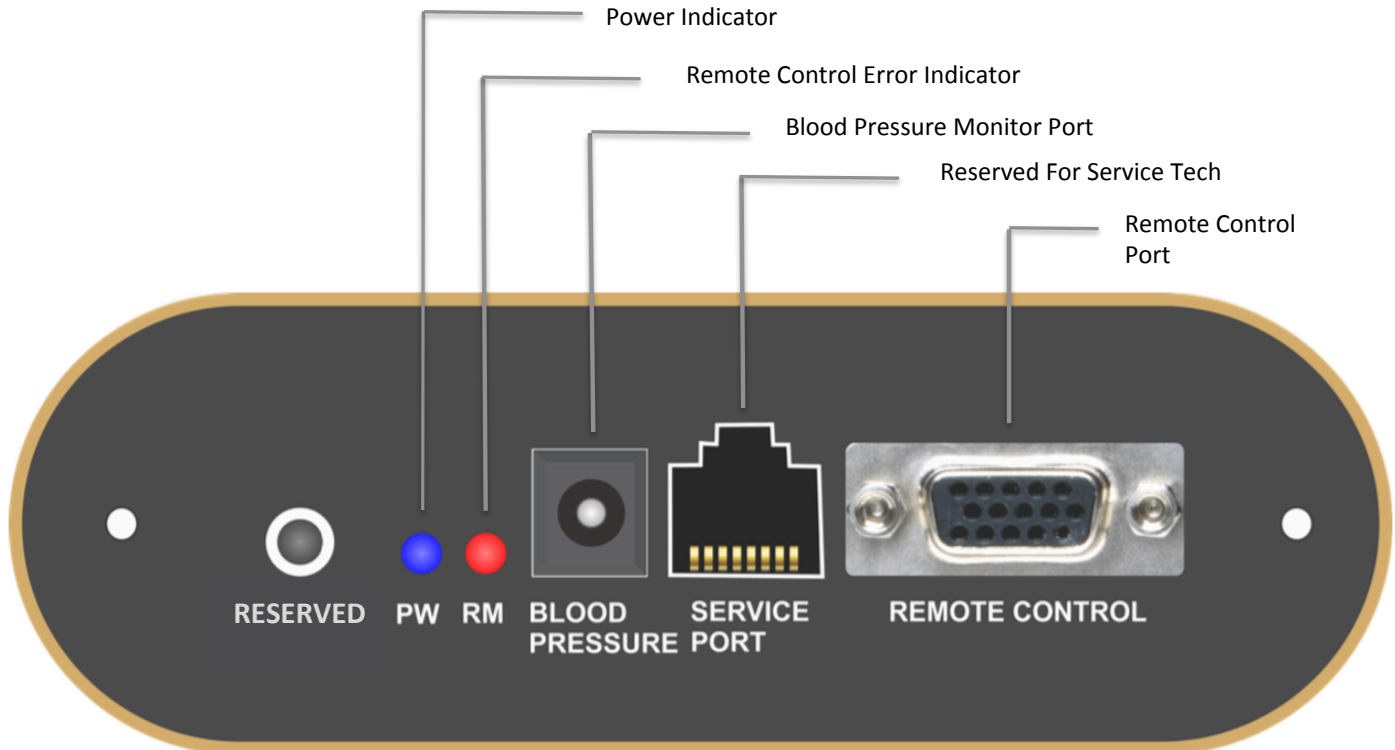 Power Indicator
Remote Control Error Indicator
Blood Pressure Monitor Port
Reserved For Service Tech
Remote Control
Port
RESERVED
PW
RM
BLOOD
PRESSURE
SERVICE
PORT
REMOTE CONTROL